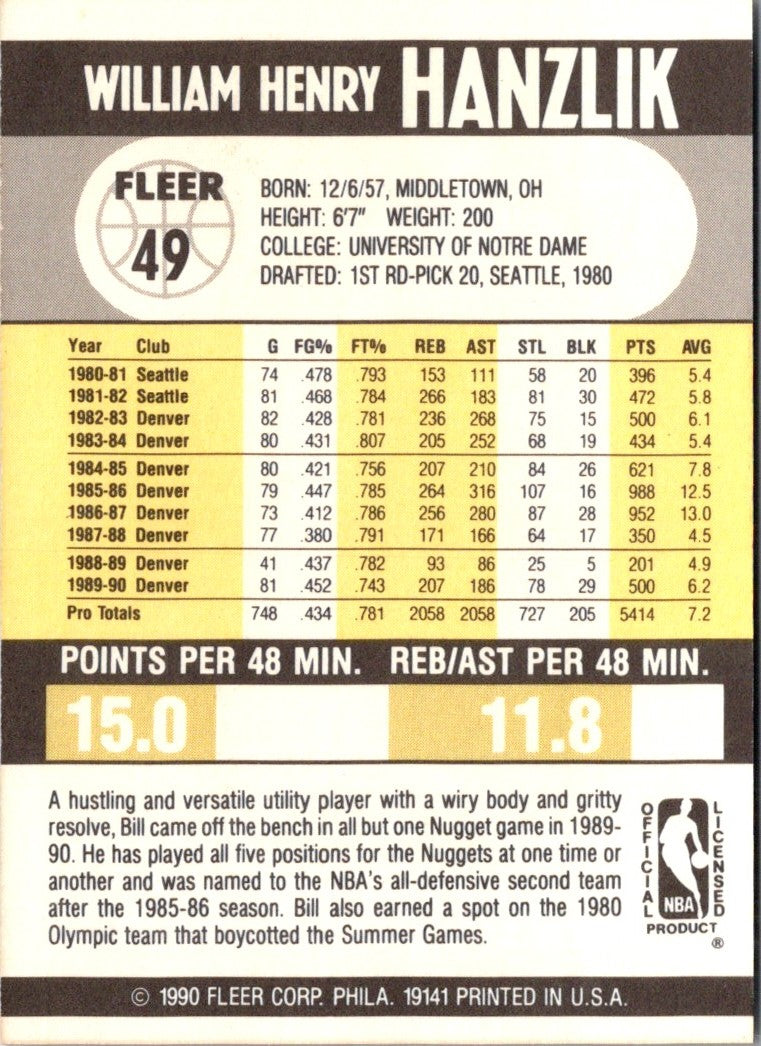 WILLIAM HENRY HANZLIK
FLEER
49
BORN: 12/6/57, MIDDLETOWN, OH
HEIGHT: 6'7" WEIGHT: 200
COLLEGE: UNIVERSITY OF NOTRE DAME
DRAFTED: 1ST RD-PICK 20, SEATTLE, 1980
Year Club G FG% FT% REB AST STL BLK PTS AVG
1980-81 Seattle 74 .478 .793 153 111 58 20 396 5.4
1981-82 Seattle 81 .468 .784 266 183 81 30 472 5.8
1982-83 Denver 82 .428 .781 236 268 75 15 500 6.1
1983-84 Denver 80 .431 .807 205 252 68 19 434 5.4
1984-85 Denver 80 .421 .756 207 210 84 26 621 7.8
1985-86 Denver 79 .447 .785 264 316 107 16 988 12.5
1986-87 Denver 73 .412 .786 256 280 87 28 952 13.0
1987-88 Denver 77 .380 .791 171 166 64 17 350 4.5
1988-89 Denver 41 .437 .782 93 86 25 5 201 4.9
1989-90 Denver 81 .452 .743 207 186 78 29 500 6.2
Pro Totals 748 .434 .781 2058 2058 727 205 5414 7.2
POINTS PER 48 MIN. REB/AST PER 48 MIN.
15.0 11.8
A hustling and versatile utility player with a wiry body and gritty
resolve, Bill came off the bench in all but one Nugget game in 1989-
90. He has played all five positions for the Nuggets at one time or
another and was named to the NBA's all-defensive second team
after the 1985-86 season. Bill also earned a spot on the 1980
Olympic team that boycotted the Summer Games.
OFFICIAL LICENSED
NBA
PRODUCT
®
© 1990 FLEER CORP. PHILA. 19141 PRINTED IN U.S.A.